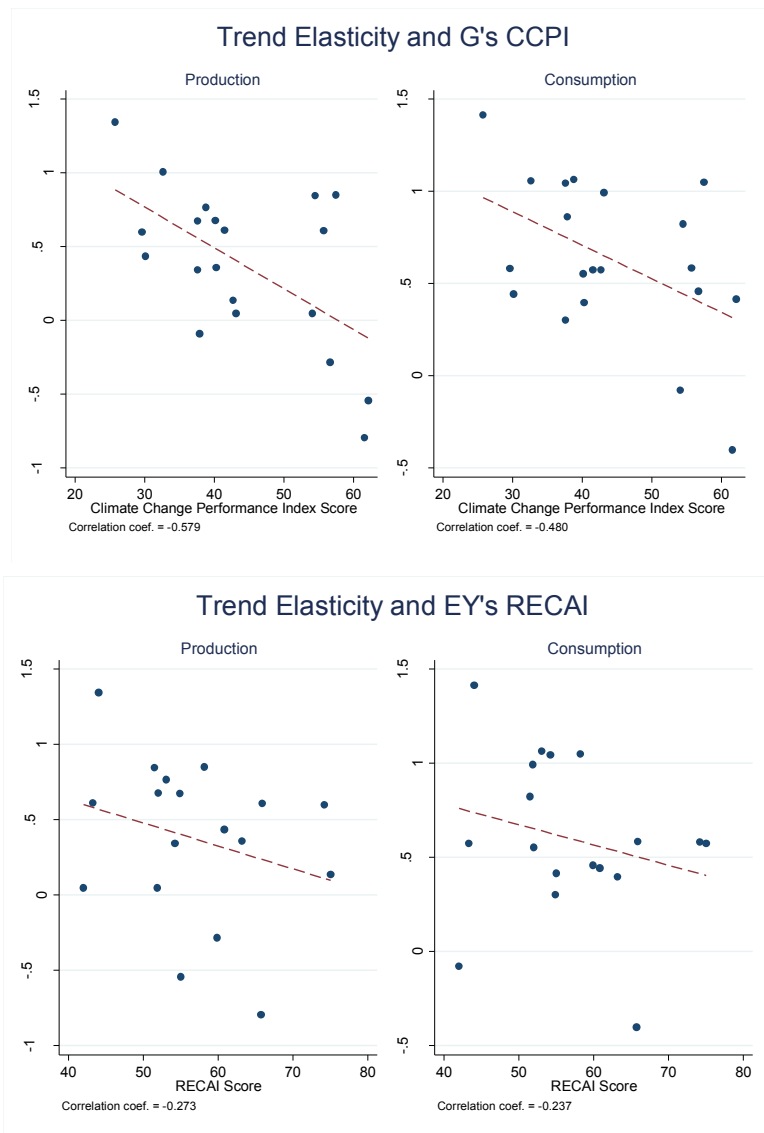 Trend Elasticity and G's CCPI
Production
Consumption
1.5
1
.5
0
-.5
-1
20 30 40 50 60
Climate Change Performance Index Score
Correlation coef. = -0.579
1.5
1
.5
0
-.5
20 30 40 50 60
Climate Change Performance Index Score
Correlation coef. = -0.480
Trend Elasticity and EY's RECAI
Production
Consumption
1.5
1
.5
0
-.5
-1
40 50 60 70 80
RECAI Score
Correlation coef. = -0.273
1.5
1
.5
0
-.5
40 50 60 70 80
RECAI Score
Correlation coef. = -0.237